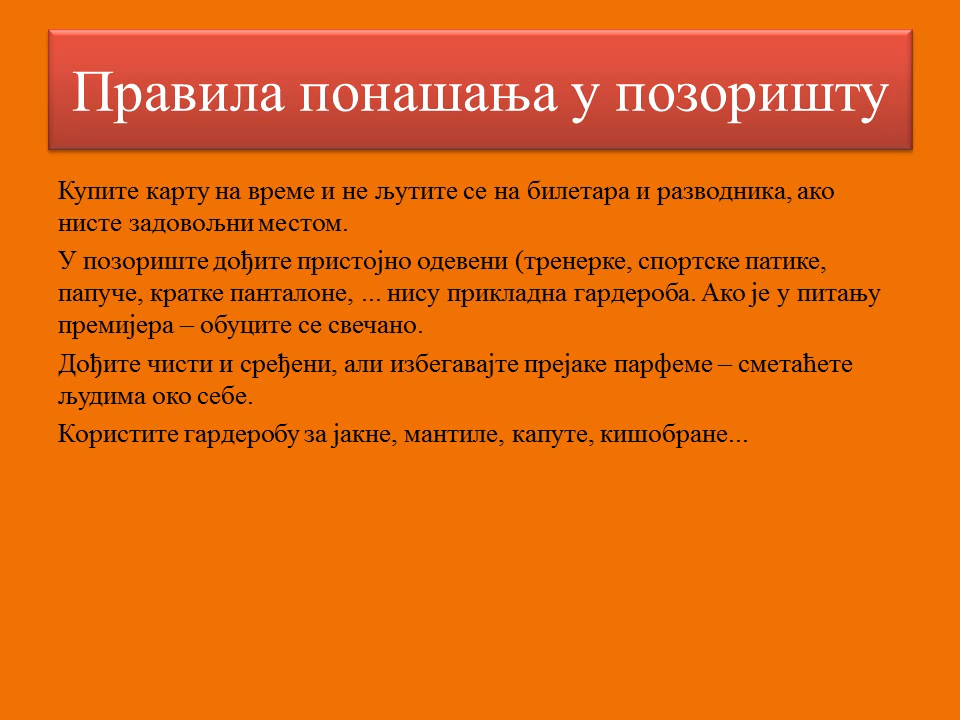 Правила понашања у позоришту
Купите карту на време и не љутите се на билетара и разводника, ако
нисте задовољни местом.
У позориште дођите пристојно одевени (тренерке, спортске патике,
папуче, кратке панталоне, ... нису прикладна гардероба. Ако је у питању
премијера – обуците се свечано.
Дођите чисти и сређени, али избегавајте прејаке парфеме – сметаћете
људима око себе.
Користите гардеробу за јакне, мантиле, капуте, кишобране...